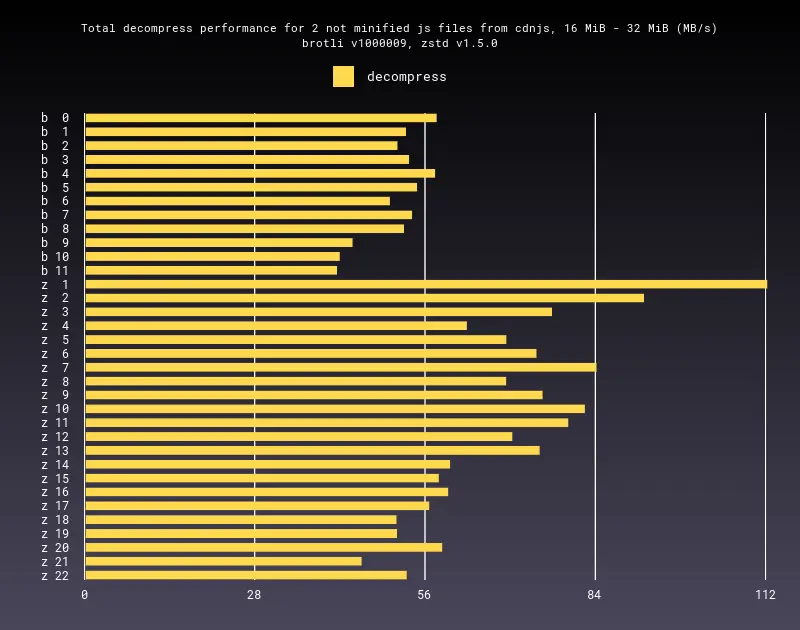 Total decompress performance for 2 not minified js files from cdnjs, 16 MiB - 32 MiB (MB/s)
brotli v1000009, zstd v1.5.0
decompress
b 0
b 1
b 2
b 3
b 4
b 5
b 6
b 7
b 8
b 9
b 10
b 11
z 1
z 2
z 3
z 4
z 5
z 6
z 7
z 8
z 9
z 10
z 11
z 12
z 13
z 14
z 15
z 16
z 17
z 18
z 19
z 20
z 21
z 22
0 28 56 84 112